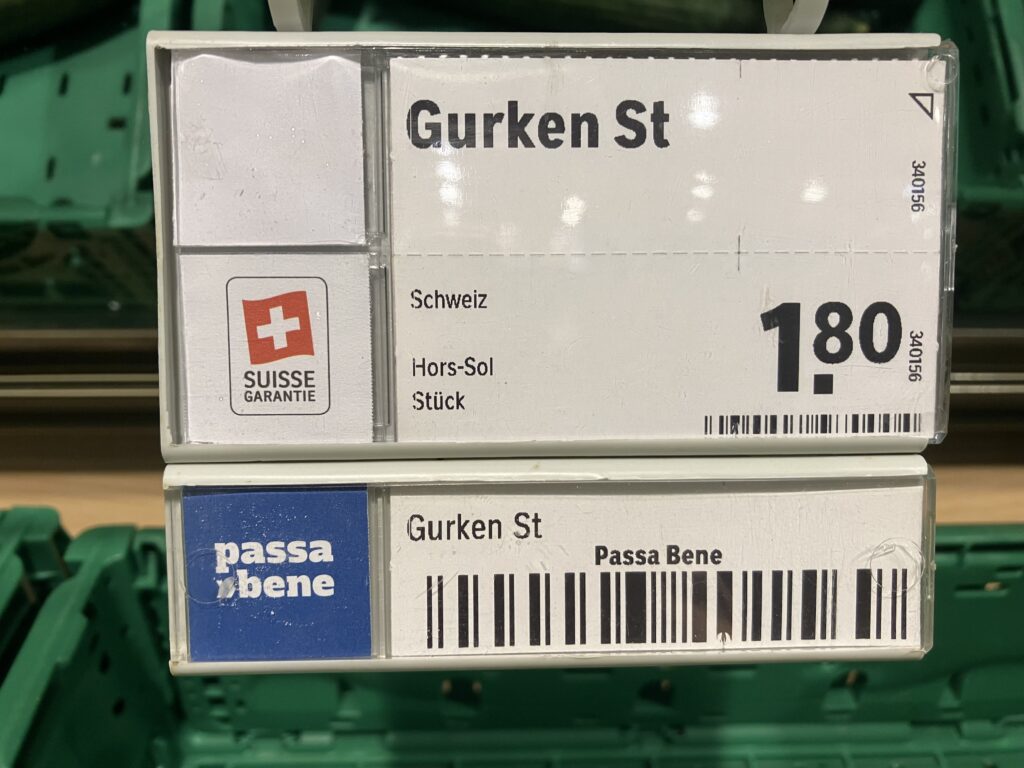 Gurken St
340156
SUISSE
GARANTIE
Schweiz
Hors-Sol
Stück
1.80
340156
passa
bene
Gurken St
Passa Bene